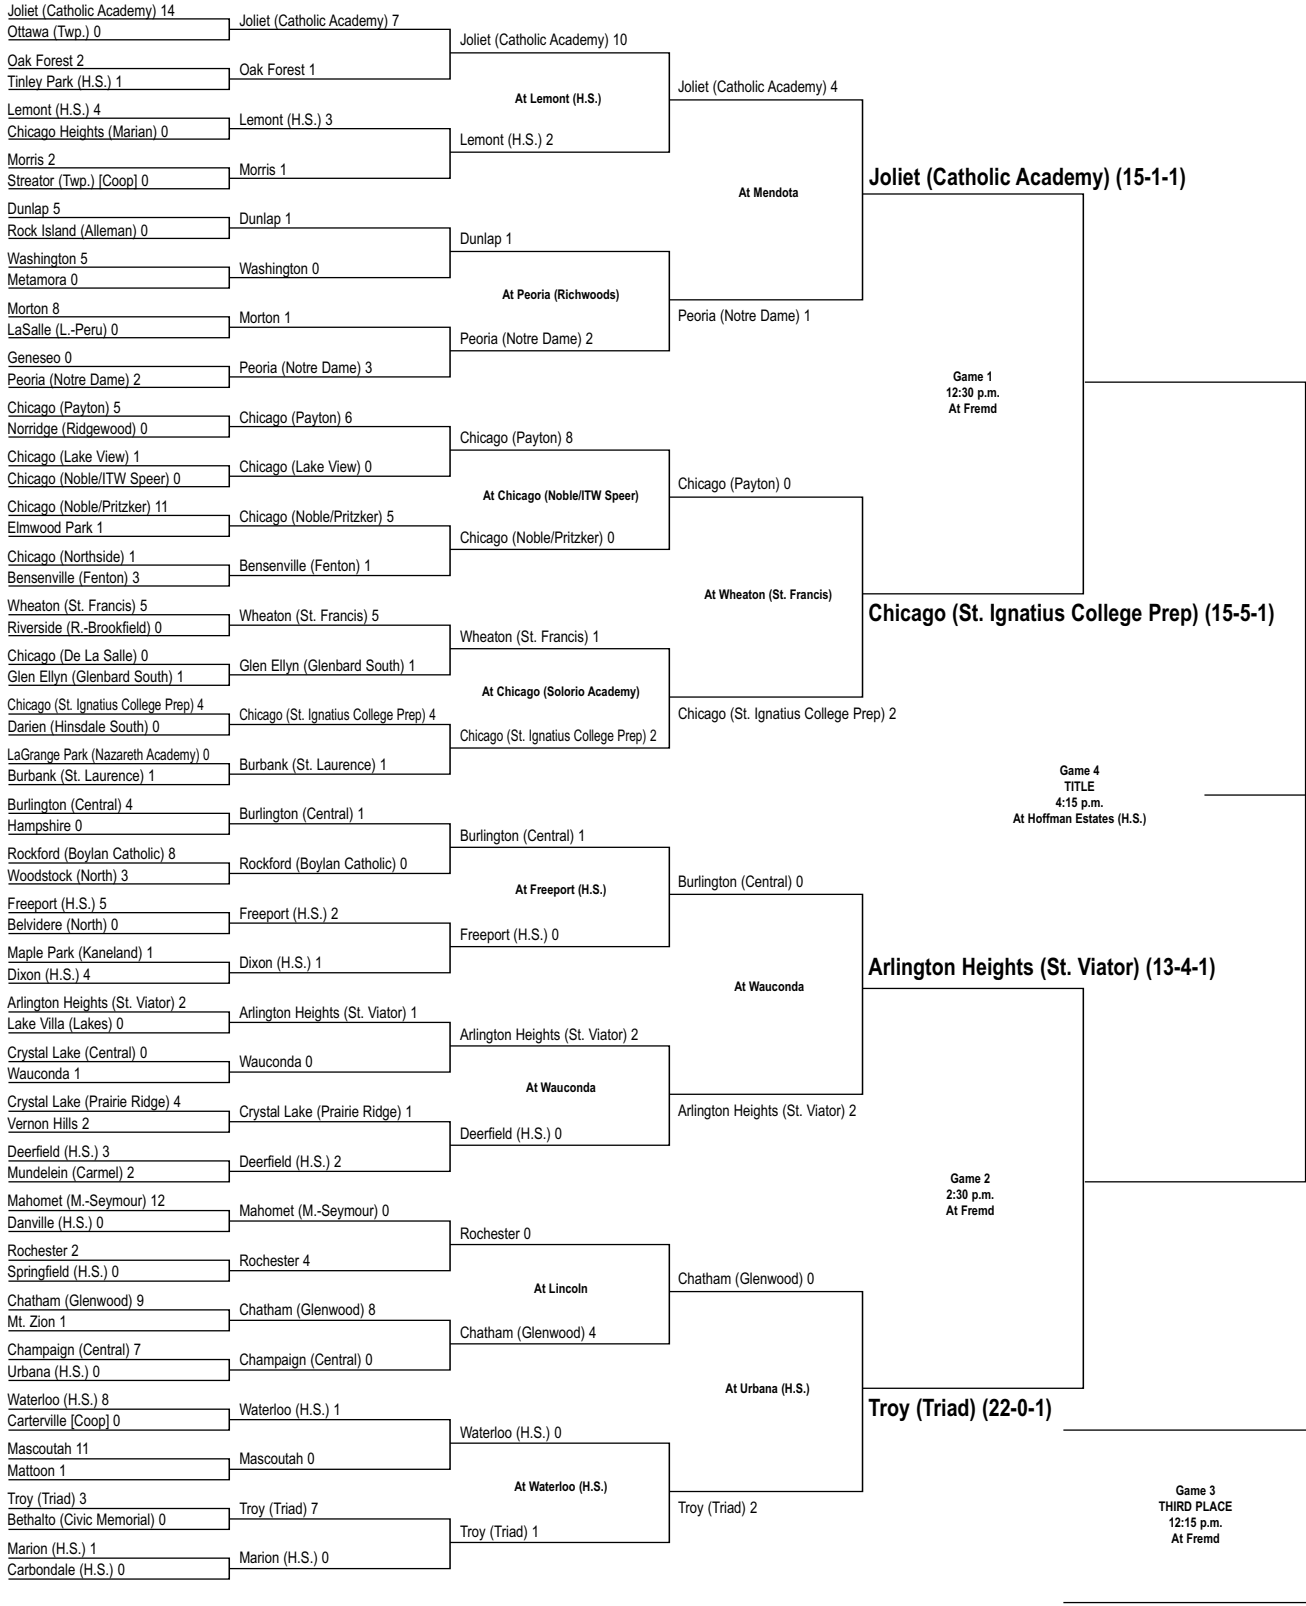 Joliet (Catholic Academy) 14
Ottawa (Twp.) 0
Oak Forest 2
Tinley Park (H.S.) 1
Lemont (H.S.) 4
Chicago Heights (Marian) 0
Morris 2
Streator (Twp.) [Coop] 0
Dunlap 5
Rock Island (Alleman) 0
Washington 5
Metamora 0
Morton 8
LaSalle (L.-Peru) 0
Geneseo 0
Peoria (Notre Dame) 2
Chicago (Payton) 5
Norridge (Ridgewood) 0
Chicago (Lake View) 1
Chicago (Noble/ITW Speer) 0
Chicago (Noble/Pritzker) 11
Elmwood Park 1
Chicago (Northside) 1
Bensenville (Fenton) 3
Wheaton (St. Francis) 5
Riverside (R.-Brookfield) 0
Chicago (De La Salle) 0
Glen Ellyn (Glenbard South) 1
Chicago (St. Ignatius College Prep) 4
Darien (Hinsdale South) 0
LaGrange Park (Nazareth Academy) 0
Burbank (St. Laurence) 1
Burlington (Central) 4
Hampshire 0
Rockford (Boylan Catholic) 8
Woodstock (North) 3
Freeport (H.S.) 5
Belvidere (North) 0
Maple Park (Kaneland) 1
Dixon (H.S.) 4
Arlington Heights (St. Viator) 2
Lake Villa (Lakes) 0
Crystal Lake (Central) 0
Wauconda 1
Crystal Lake (Prairie Ridge) 4
Vernon Hills 2
Deerfield (H.S.) 3
Mundelein (Carmel) 2
Mahomet (M.-Seymour) 12
Danville (H.S.) 0
Rochester 2
Springfield (H.S.) 0
Chatham (Glenwood) 9
Mt. Zion 1
Champaign (Central) 7
Urbana (H.S.) 0
Waterloo (H.S.) 8
Carterville [Coop] 0
Mascoutah 11
Mattoon 1
Troy (Triad) 3
Bethalto (Civic Memorial) 0
Marion (H.S.) 1
Carbondale (H.S.) 0
Joliet (Catholic Academy) 7
Oak Forest 1
Lemont (H.S.) 3
Morris 1
Dunlap 1
Washington 0
Morton 1
Peoria (Notre Dame) 3
Chicago (Payton) 6
Chicago (Lake View) 0
Chicago (Noble/Pritzker) 5
Bensenville (Fenton) 1
Wheaton (St. Francis) 5
Glen Ellyn (Glenbard South) 1
Chicago (St. Ignatius College Prep) 4
Burbank (St. Laurence) 1
Burlington (Central) 1
Rockford (Boylan Catholic) 0
Freeport (H.S.) 2
Dixon (H.S.) 1
Arlington Heights (St. Viator) 1
Wauconda 0
Crystal Lake (Prairie Ridge) 1
Deerfield (H.S.) 2
Mahomet (M.-Seymour) 0
Rochester 4
Chatham (Glenwood) 8
Champaign (Central) 0
Waterloo (H.S.) 1
Mascoutah 0
Troy (Triad) 7
Marion (H.S.) 0
Joliet (Catholic Academy) 10
At Lemont (H.S.)
Lemont (H.S.) 2
Dunlap 1
At Peoria (Richwoods)
Peoria (Notre Dame) 2
Chicago (Payton) 8
At Chicago (Noble/ITW Speer)
Chicago (Noble/Pritzker) 0
Wheaton (St. Francis) 1
At Chicago (Solorio Academy)
Chicago (St. Ignatius College Prep) 2
Burlington (Central) 1
At Freeport (H.S.)
Freeport (H.S.) 0
Arlington Heights (St. Viator) 2
At Wauconda
Deerfield (H.S.) 0
Rochester 0
At Lincoln
Chatham (Glenwood) 4
Waterloo (H.S.) 0
At Waterloo (H.S.)
Troy (Triad) 1
Joliet (Catholic Academy) 4
At Mendota
Peoria (Notre Dame) 1
Chicago (Payton) 0
At Wheaton (St. Francis)
Chicago (St. Ignatius College Prep) 2
Burlington (Central) 0
At Wauconda
Arlington Heights (St. Viator) 2
Chatham (Glenwood) 0
At Urbana (H.S.)
Troy (Triad) 2
Joliet (Catholic Academy) (15-1-1)
Game 1
12:30 p.m.
At Fremd
Chicago (St. Ignatius College Prep) (15-5-1)
Game 4
TITLE
4:15 p.m.
At Hoffman Estates (H.S.)
Arlington Heights (St. Viator) (13-4-1)
Game 2
2:30 p.m.
At Fremd
Troy (Triad) (22-0-1)
Game 3
THIRD PLACE
12:15 p.m.
At Fremd